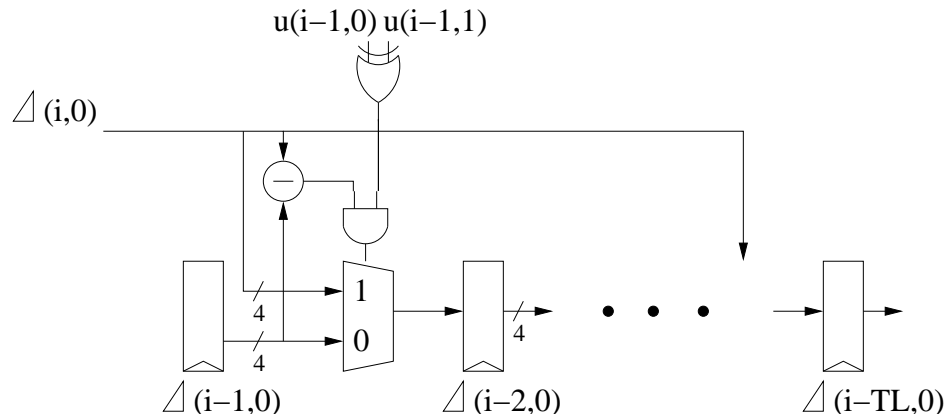 u(i−1,0) u(i−1,1)
⊿ (i,0)
—
1
4
0
4
4
⊿ (i−1,0)
⊿ (i−2,0)
⊿ (i−TL,0)